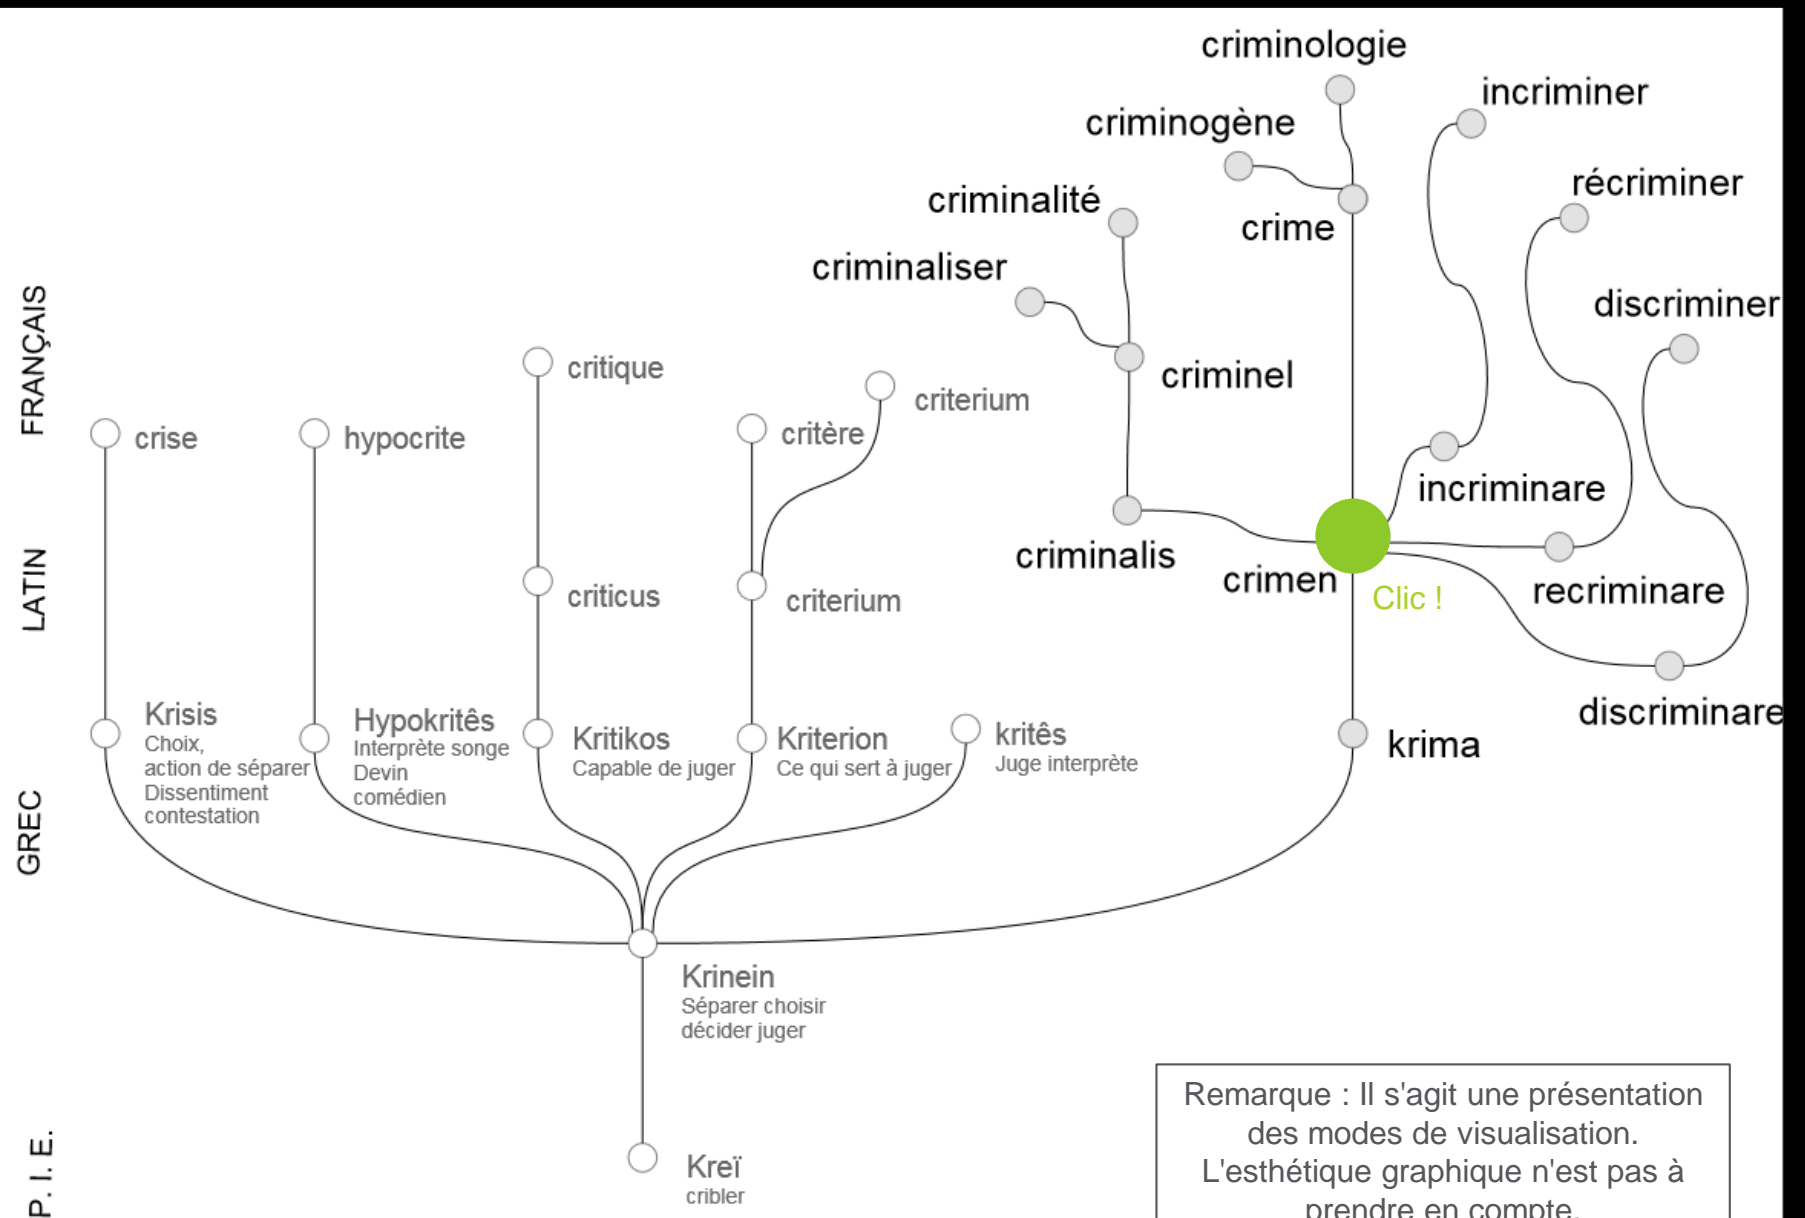 criminologie
incriminer
criminogène
récriminer
criminalité
crime
criminaliser
discriminer
FRANÇAIS
critique
criminel
criterium
crise
hypocrite
critère
incriminare
LATIN
criminalis
crimen
Clic !
recriminare
criticus
criterium
discriminare
GREC
Krisis
Choix,
action de séparer
Dissentiment
contestation
Hypokritês
Interprète songe
Devin
comédien
Kritikos
Capable de juger
Kriterion
Ce qui sert à juger
kritês
Juge interprète
krima
Krinein
Séparer choisir
décider juger
P. I. E.
Kreï
cribler
Remarque : Il s'agit une présentation
des modes de visualisation.
L'esthétique graphique n'est pas à
prendre en compte.